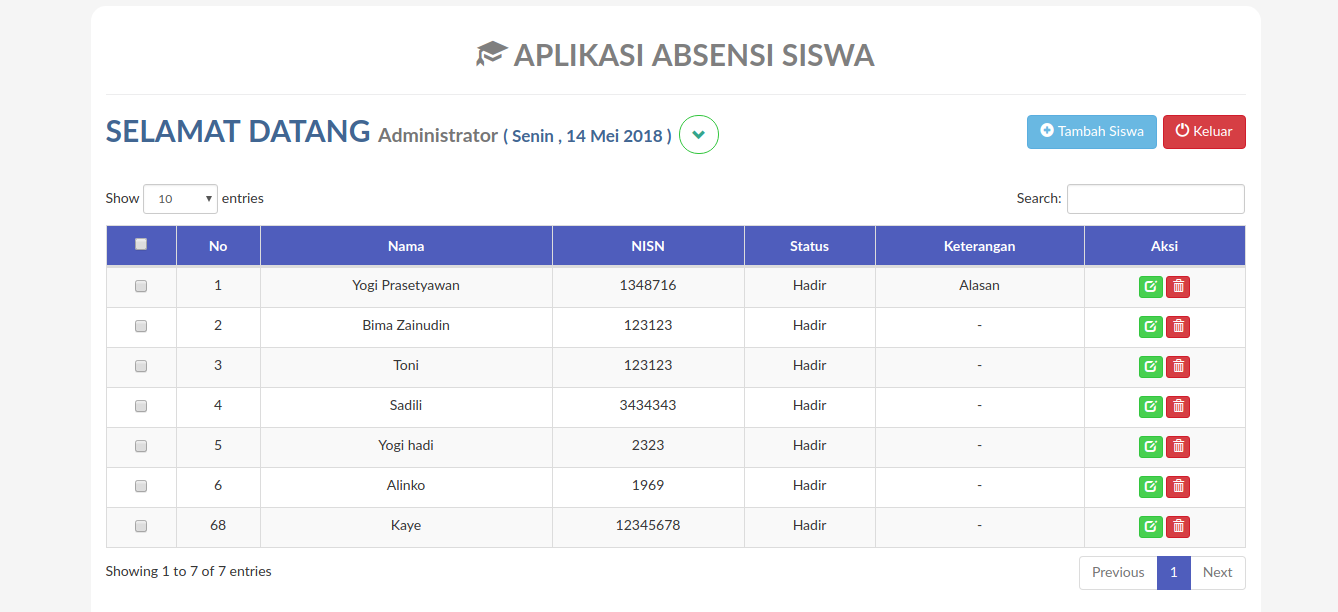 APLIKASI ABSENSI SISWA
SELAMAT DATANG Administrator ( Senin , 14 Mei 2018 )
Tambah Siswa Keluar
Show 10 entries Search:
No Nama NISN Status Keterangan Aksi
1 Yogi Prasetyawan 1348716 Hadir Alasan
2 Bima Zainudin 123123 Hadir -
3 Toni 123123 Hadir -
4 Sadili 3434343 Hadir -
5 Yogi hadi 2323 Hadir -
6 Alinko 1969 Hadir -
68 Kaye 12345678 Hadir -
Showing 1 to 7 of 7 entries Previous 1 Next